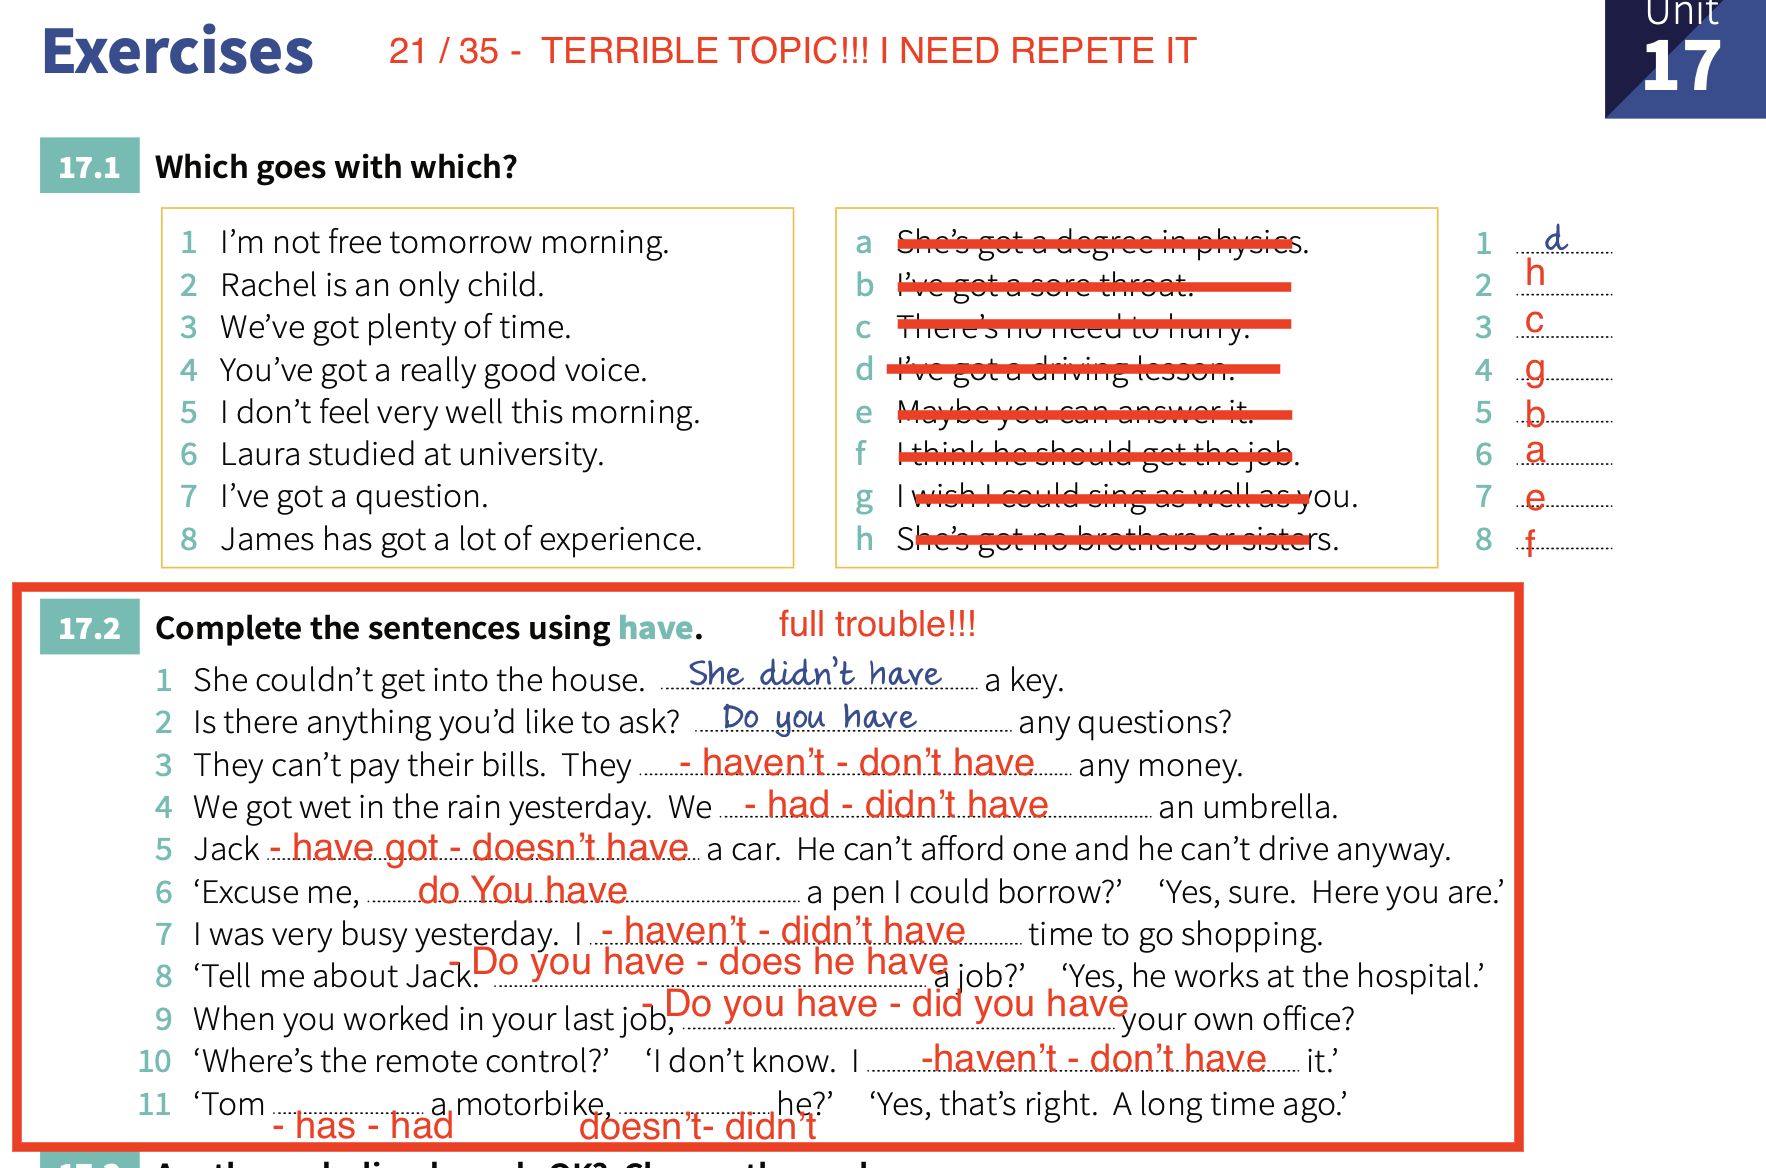 Exercises 21 / 35 - TERRIBLE TOPIC!!! I NEED REPETE IT
Unit
17
17.1 Which goes with which?
1 I'm not free tomorrow morning.
2 Rachel is an only child.
3 We've got plenty of time.
4 You've got a really good voice.
5 I don't feel very well this morning.
6 Laura studied at university.
7 I've got a question.
8 James has got a lot of experience.
a She's got a degree in physics.
b I've got a sore throat.
c There's no need to hurry.
d I've got a driving lesson.
e Maybe you can answer it.
f I think he should get the job.
g I wish I could sing as well as you.
h She's got no brothers or sisters.
1 d
2 h
3 c
4 g
5 b
6 a
7 e
8 f
17.2 Complete the sentences using have. full trouble!!!
1 She couldn't get into the house. She didn't have a key.
2 Is there anything you'd like to ask? Do you have any questions?
3 They can't pay their bills. They - haven't - don't have any money.
4 We got wet in the rain yesterday. We - had - didn't have an umbrella.
5 Jack - have got - doesn't have a car. He can't afford one and he can't drive anyway.
6 'Excuse me, do You have a pen I could borrow?' 'Yes, sure. Here you are.'
7 I was very busy yesterday. I - haven't - didn't have time to go shopping.
8 'Tell me about Jack. - Do you have - does he have a job?' 'Yes, he works at the hospital.'
9 When you worked in your last job, - Do you have - did you have your own office?
10 'Where's the remote control?' 'I don't know. I -haven't - don't have it.'
11 'Tom a motorbike, he?' 'Yes, that's right. A long time ago.'
- has - had doesn't- didn't